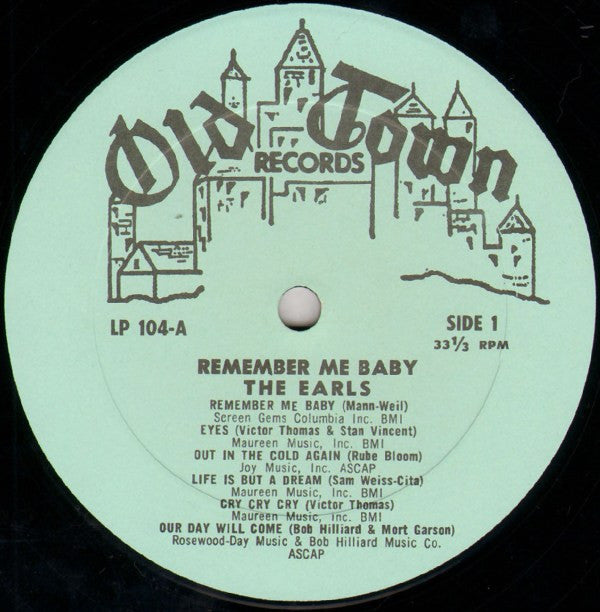 Old Town
RECORDS
LP 104-A
SIDE 1
33⅓ RPM
REMEMBER ME BABY
THE EARLS
REMEMBER ME BABY (Mann-Weil)
Screen Gems Columbia Inc. BMI
EYES (Victor Thomas & Stan Vincent)
Maureen Music, Inc. BMI
OUT IN THE COLD AGAIN (Rube Bloom)
Joy Music, Inc. ASCAP
LIFE IS BUT A DREAM (Sam Weiss-Cita)
Maureen Music, Inc. BMI
CRY CRY CRY (Victor Thomas)
Maureen Music, Inc. BMI
OUR DAY WILL COME (Bob Hilliard & Mort Garson)
Rosewood-Day Music & Bob Hilliard Music Co.
ASCAP